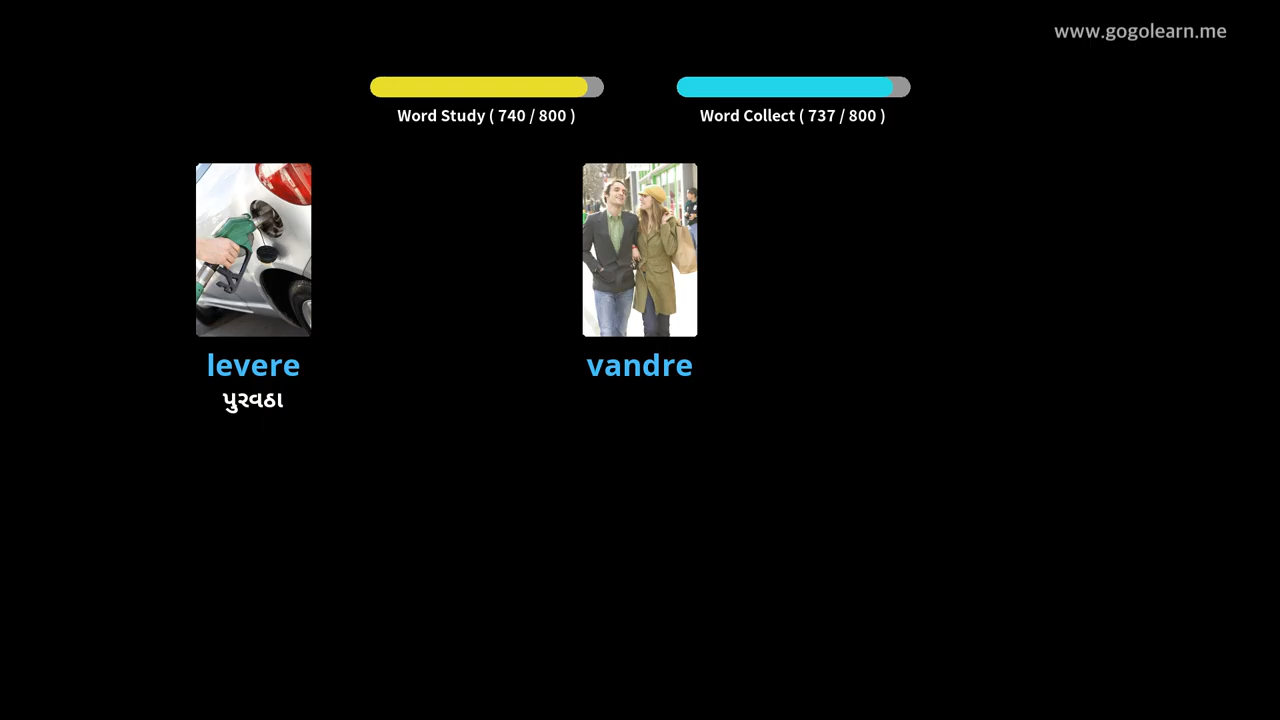 www.gogolearn.me
Word Study ( 740 / 800 )
Word Collect ( 737 / 800 )
levere
vandre
પુરવઠા